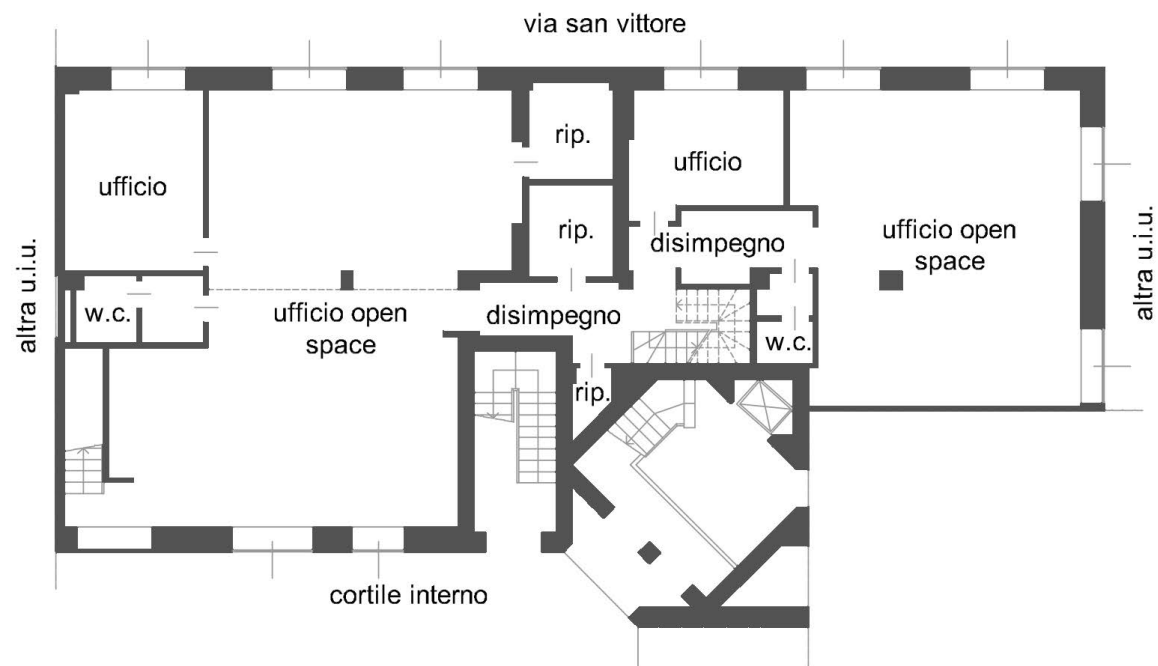 via san vittore
rip.
ufficio
ufficio
rip.
disimpegno
ufficio open
space
altra u.i.u.
altra u.i.u.
w.c.
ufficio open
space
disimpegno
w.c.
rip.
cortile interno